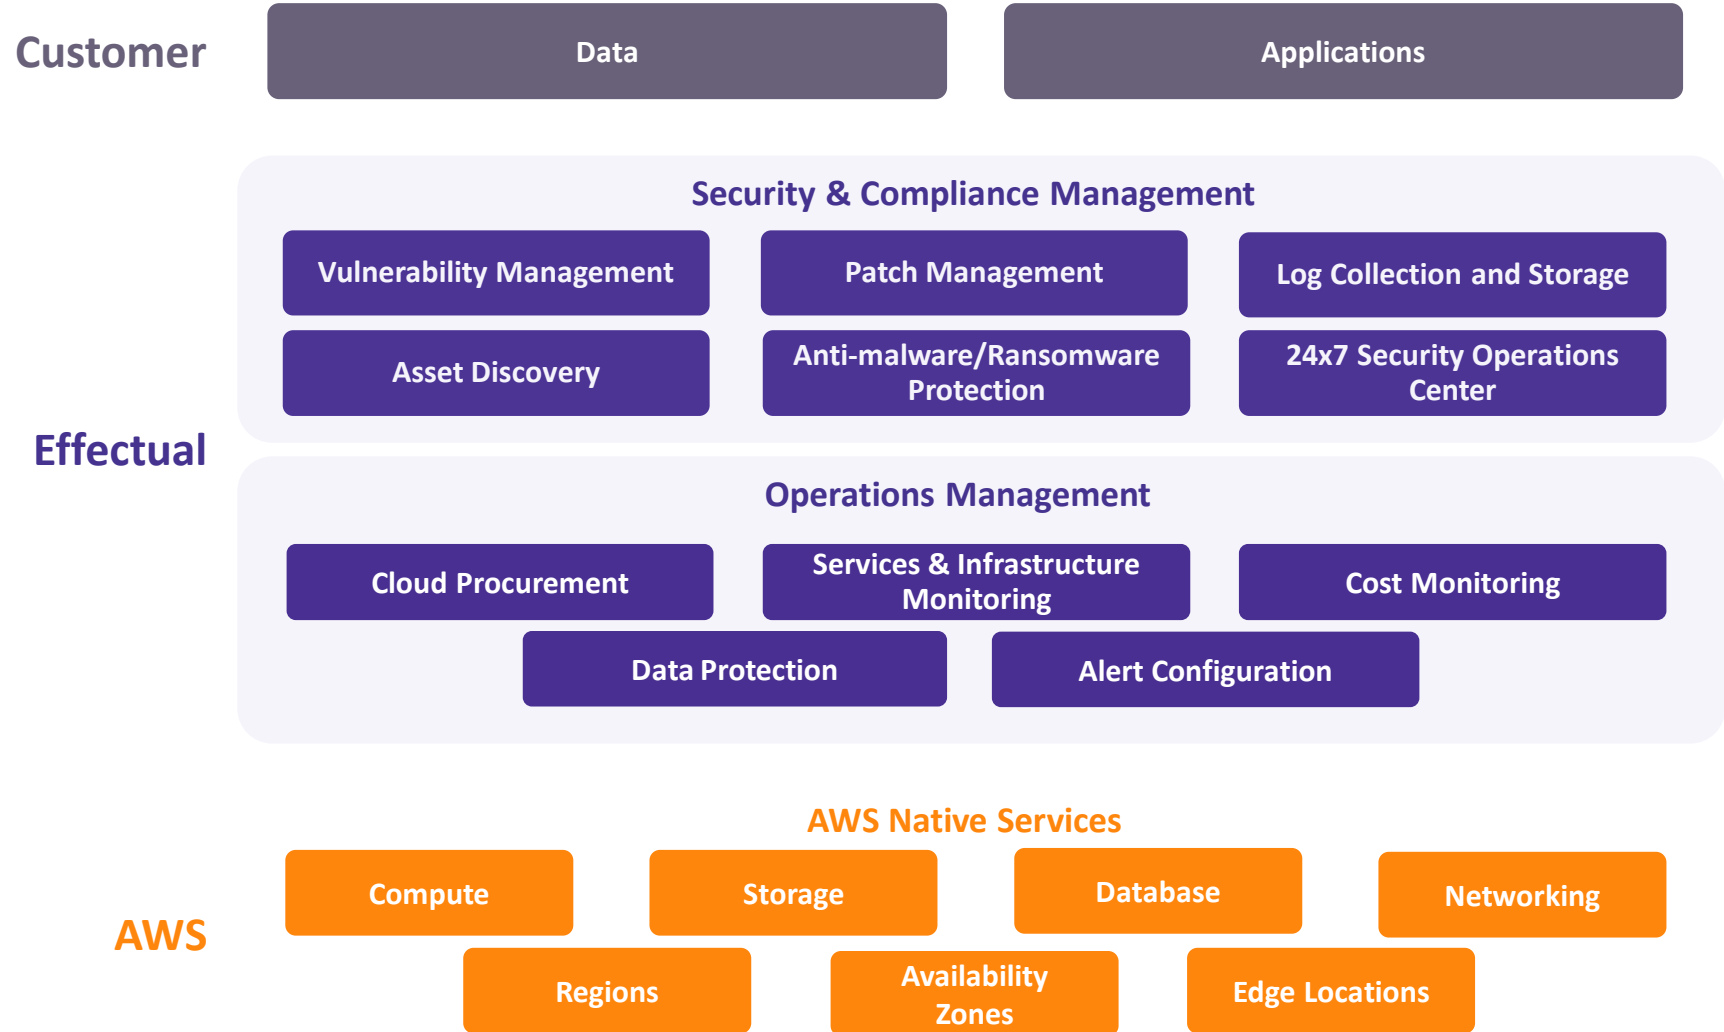 Customer
Data
Applications
Security & Compliance Management
Vulnerability Management
Patch Management
Log Collection and Storage
Asset Discovery
Anti-malware/Ransomware
Protection
24x7 Security Operations
Center
Effectual
Operations Management
Cloud Procurement
Services & Infrastructure
Monitoring
Cost Monitoring
Data Protection
Alert Configuration
AWS Native Services
Compute
Storage
Database
Networking
AWS
Regions
Availability
Zones
Edge Locations